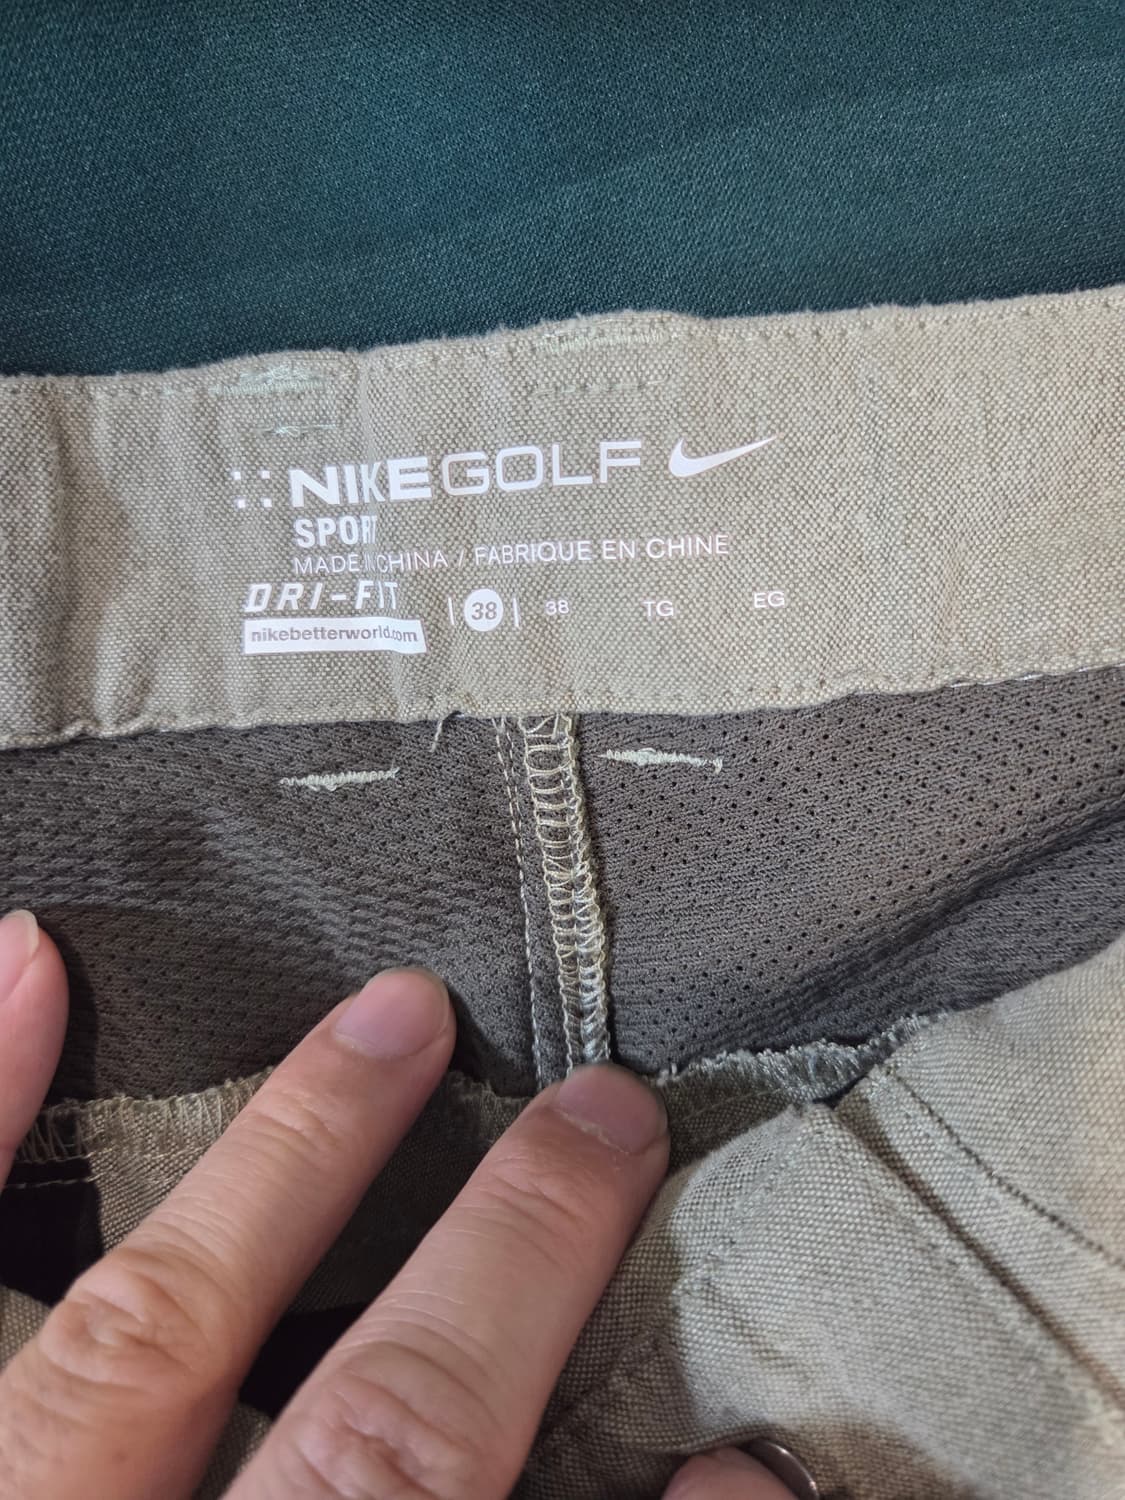 NIKEGOLF
SPORT
MADE IN CHINA / FABRIQUE EN CHINE
DRI-FIT | 38 | 38 TG EG
nikebetterworld.com